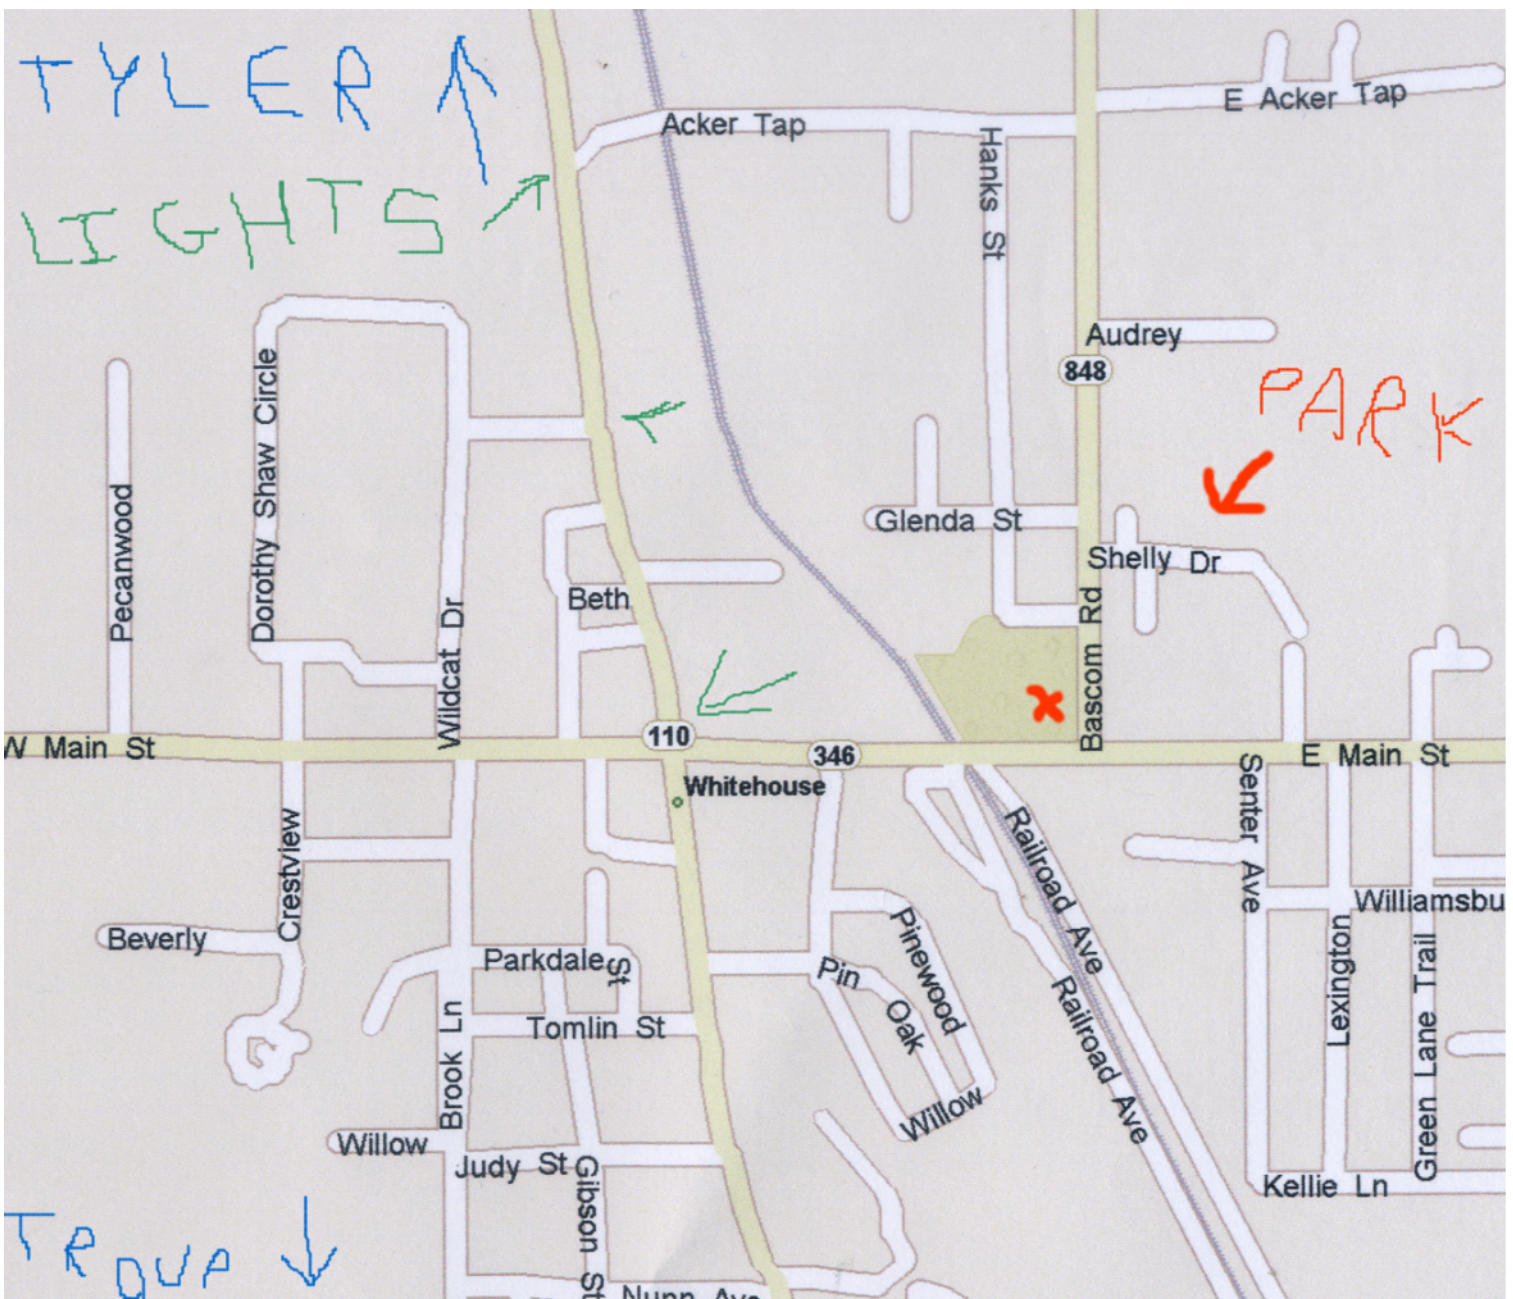 TYLER
E Acker Tap
Acker Tap
LIGHTS
Hanks St
Audrey
848
PARK
Dorothy Shaw Circle
Pecanwood
Glenda St
Shelly Dr
Beth
Wildcat Dr
Bascom Rd
110
W Main St
346
E Main St
Whitehouse
Senter Ave
Crestview
Railroad Ave
Williamsbu
Beverly
Pinewood
Lexington
Green Lane Trail
Parkdale St
Pin Oak
Tomlin St
Railroad Ave
Brook Ln
Willow
Willow
Judy St
Gibson St
Kellie Ln
TROUP
Nunn Ave